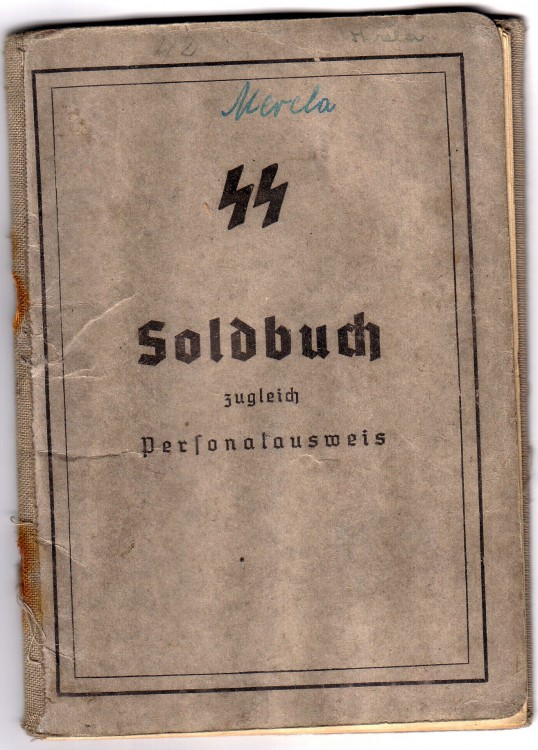 Merela
SS
Soldbuch
zugleich
Personalausweis